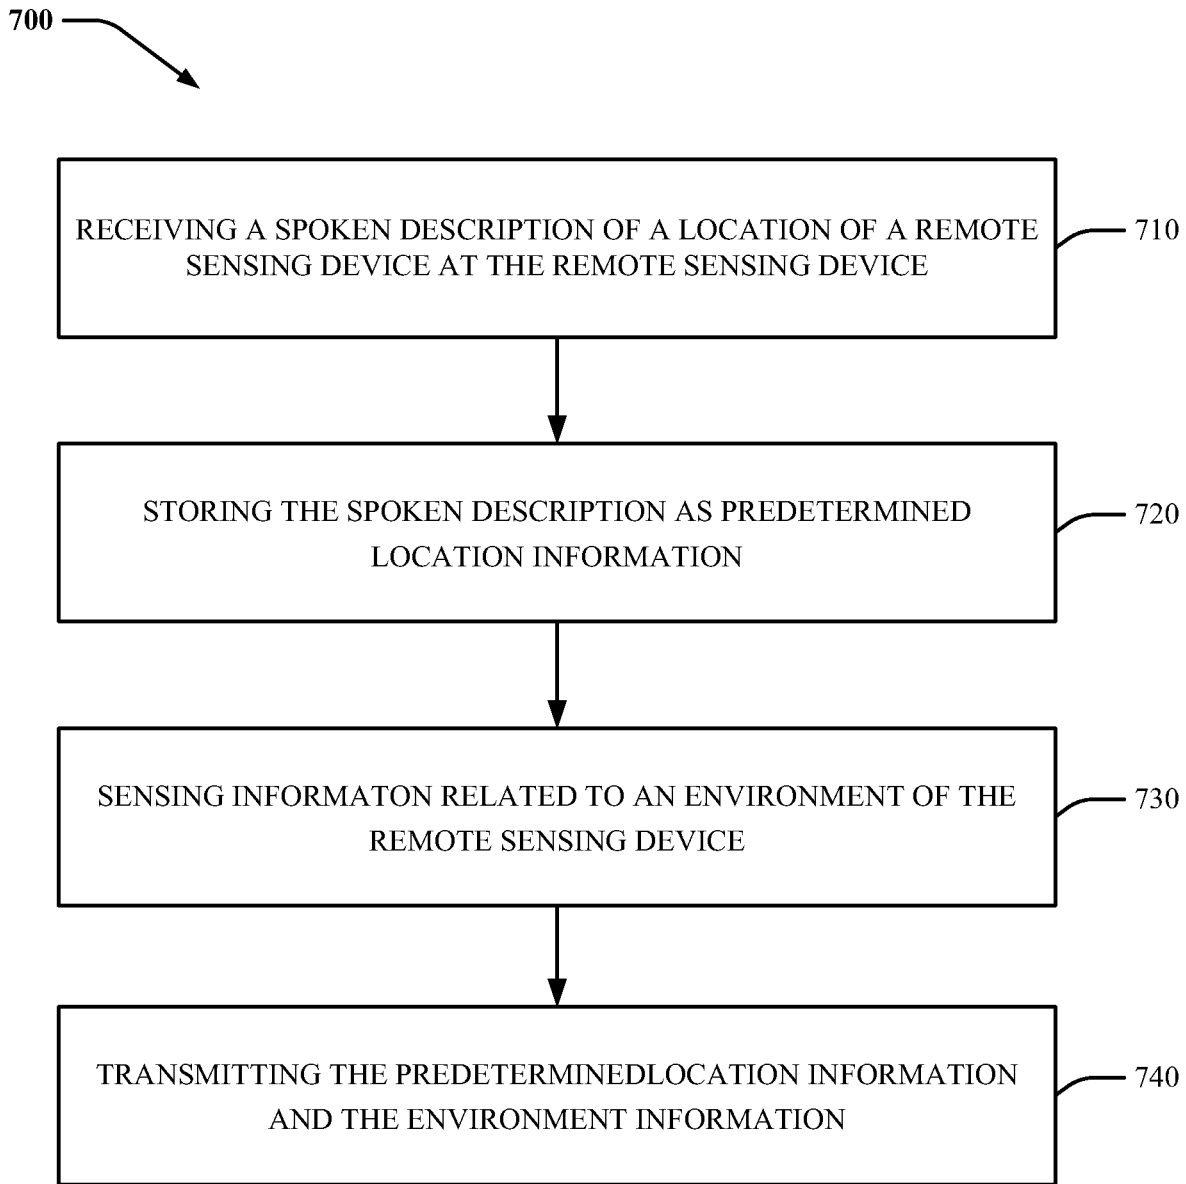 700
RECEIVING A SPOKEN DESCRIPTION OF A LOCATION OF A REMOTE
SENSING DEVICE AT THE REMOTE SENSING DEVICE
710
STORING THE SPOKEN DESCRIPTION AS PREDETERMINED
LOCATION INFORMATION
720
SENSING INFORMATON RELATED TO AN ENVIRONMENT OF THE
REMOTE SENSING DEVICE
730
TRANSMITTING THE PREDETERMINEDLOCATION INFORMATION
AND THE ENVIRONMENT INFORMATION
740